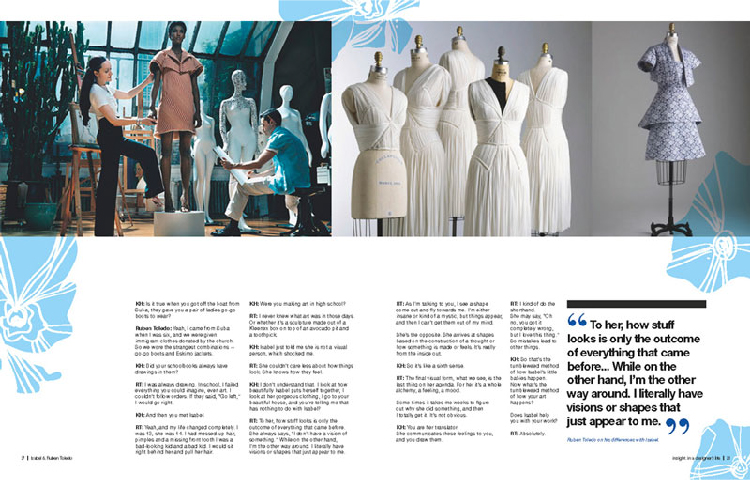 KH: Is it true when you got off the boat from
Cuba, they gave you a pair of ladies go-go
boots to wear?
Ruben Toledo: Yeah, I came from Cuba
when I was six, and we were given
immigrant clothes donated by the church.
So we wore the strangest combinations –
go-go boots and Eskimo jackets.
KH: Did your schoolbooks always have
drawings in them?
RT: I was always drawing. In school, I failed
everything you could imagine, even art. I
couldn't follow orders. If they said, "Go left,"
I would go right.
KH: And then you met Isabel
RT: Yeah, and my life changed completely. I
was 13, she was 14. I had messed up hair,
pimples and a missing front tooth I was a
bad-looking kid and a bad kid. I would sit
right behind her and pull her hair.
KH: Were you making art in high school?
RT: I never knew what art was in those days
Or whether it's a sculpture made out of a
Kleenex box on top of an avocado pit and
a toothpick.
KH: Isabel just told me she is not a visual
person, which shocked me.
RT: She couldn't care less about how things
look. She knows how they feel.
KH: I don't understand that. I look at how
beautifully Isabel puts herself together, I
look at her gorgeous clothing, I go to your
beautiful house, and you're telling me that
has nothing to do with Isabel?
RT: To her, how stuff looks is only the
outcome of everything that came before.
She always says, "I don't have a vision of
something." While on the other hand,
I'm the other way around. I literally have
visions or shapes that just appear to me.
RT: As I'm talking to you, I see a shape
come out and fly towards me. I'm either
insane or kind of a mystic, but things appear,
and then I can't get them out of my mind.
She's the opposite. She arrives at shapes
based on the construction of a thought or
how something is made or feels. It's really
from the inside out.
KH: So it's like a sixth sense
RT: The final visual form, what we see, is the
last thing on her agenda. For her it's a whole
alchemy, a feeling, a mood.
Some times it takes me weeks to figure
out why she did something, and then
I totally get it. It's not obvious.
KH: You are her translator
She communicates these feelings to you,
and you draw them.
RT: I kind of do the
shorthand.
She may say, "Oh
no, you got it
completely wrong,
but I love this thing."
So mistakes lead to
other things.
KH: So that's the
tumbleweed method
of how Isabel's little
babies happen.
Now what's the
tumbleweed method
of how your art
happens?
Does Isabel help
you with your work?
RT: Absolutely.
“ To her, how stuff
looks is only the outcome
of everything that came
before... While on the
other hand, I'm the other
way around. I literally have
visions or shapes that
just appear to me. ”
Ruben Toledo on his differences with Isabel.
7 | Isabel & Ruben Toledo
insight in a designers life | 8